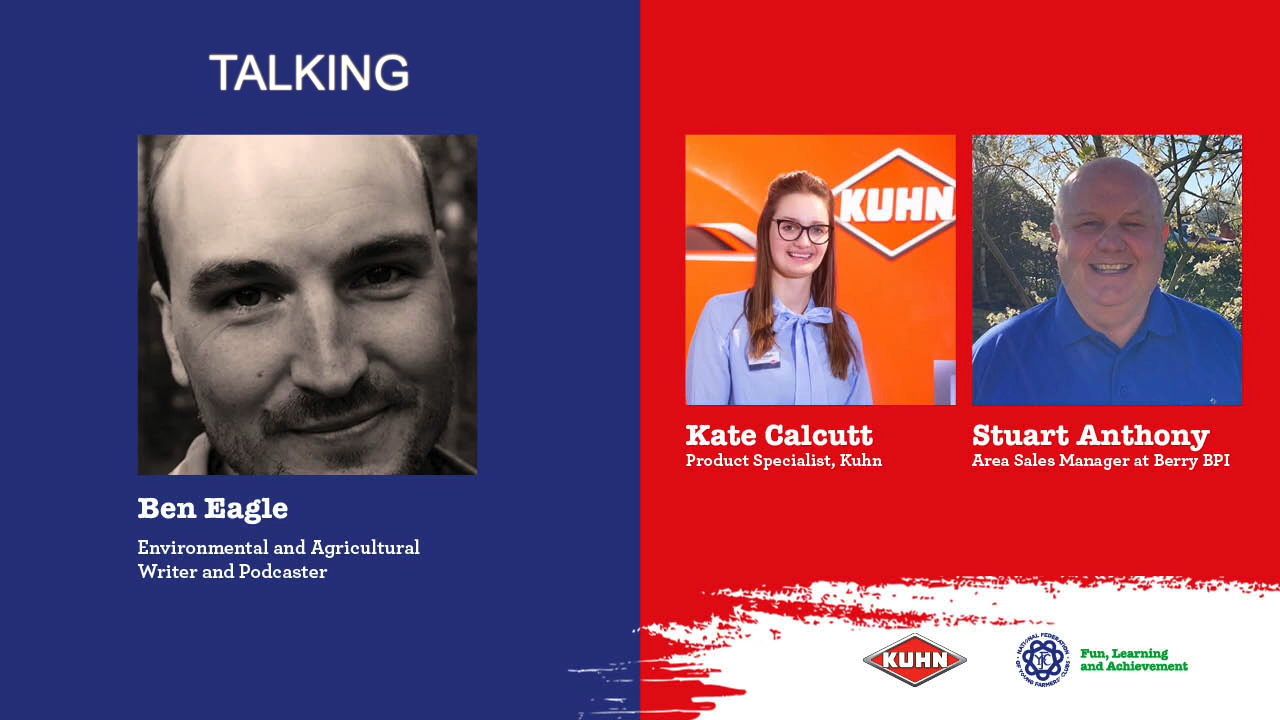 TALKING
Ben Eagle
Environmental and Agricultural
Writer and Podcaster
KUHN
Kate Calcutt
Product Specialist, Kuhn
Stuart Anthony
Area Sales Manager at Berry BPI
KUHN
NATIONAL FEDERATION
OF YOUNG FARMERS' CLUBS
YFC
Fun, Learning
and Achievement